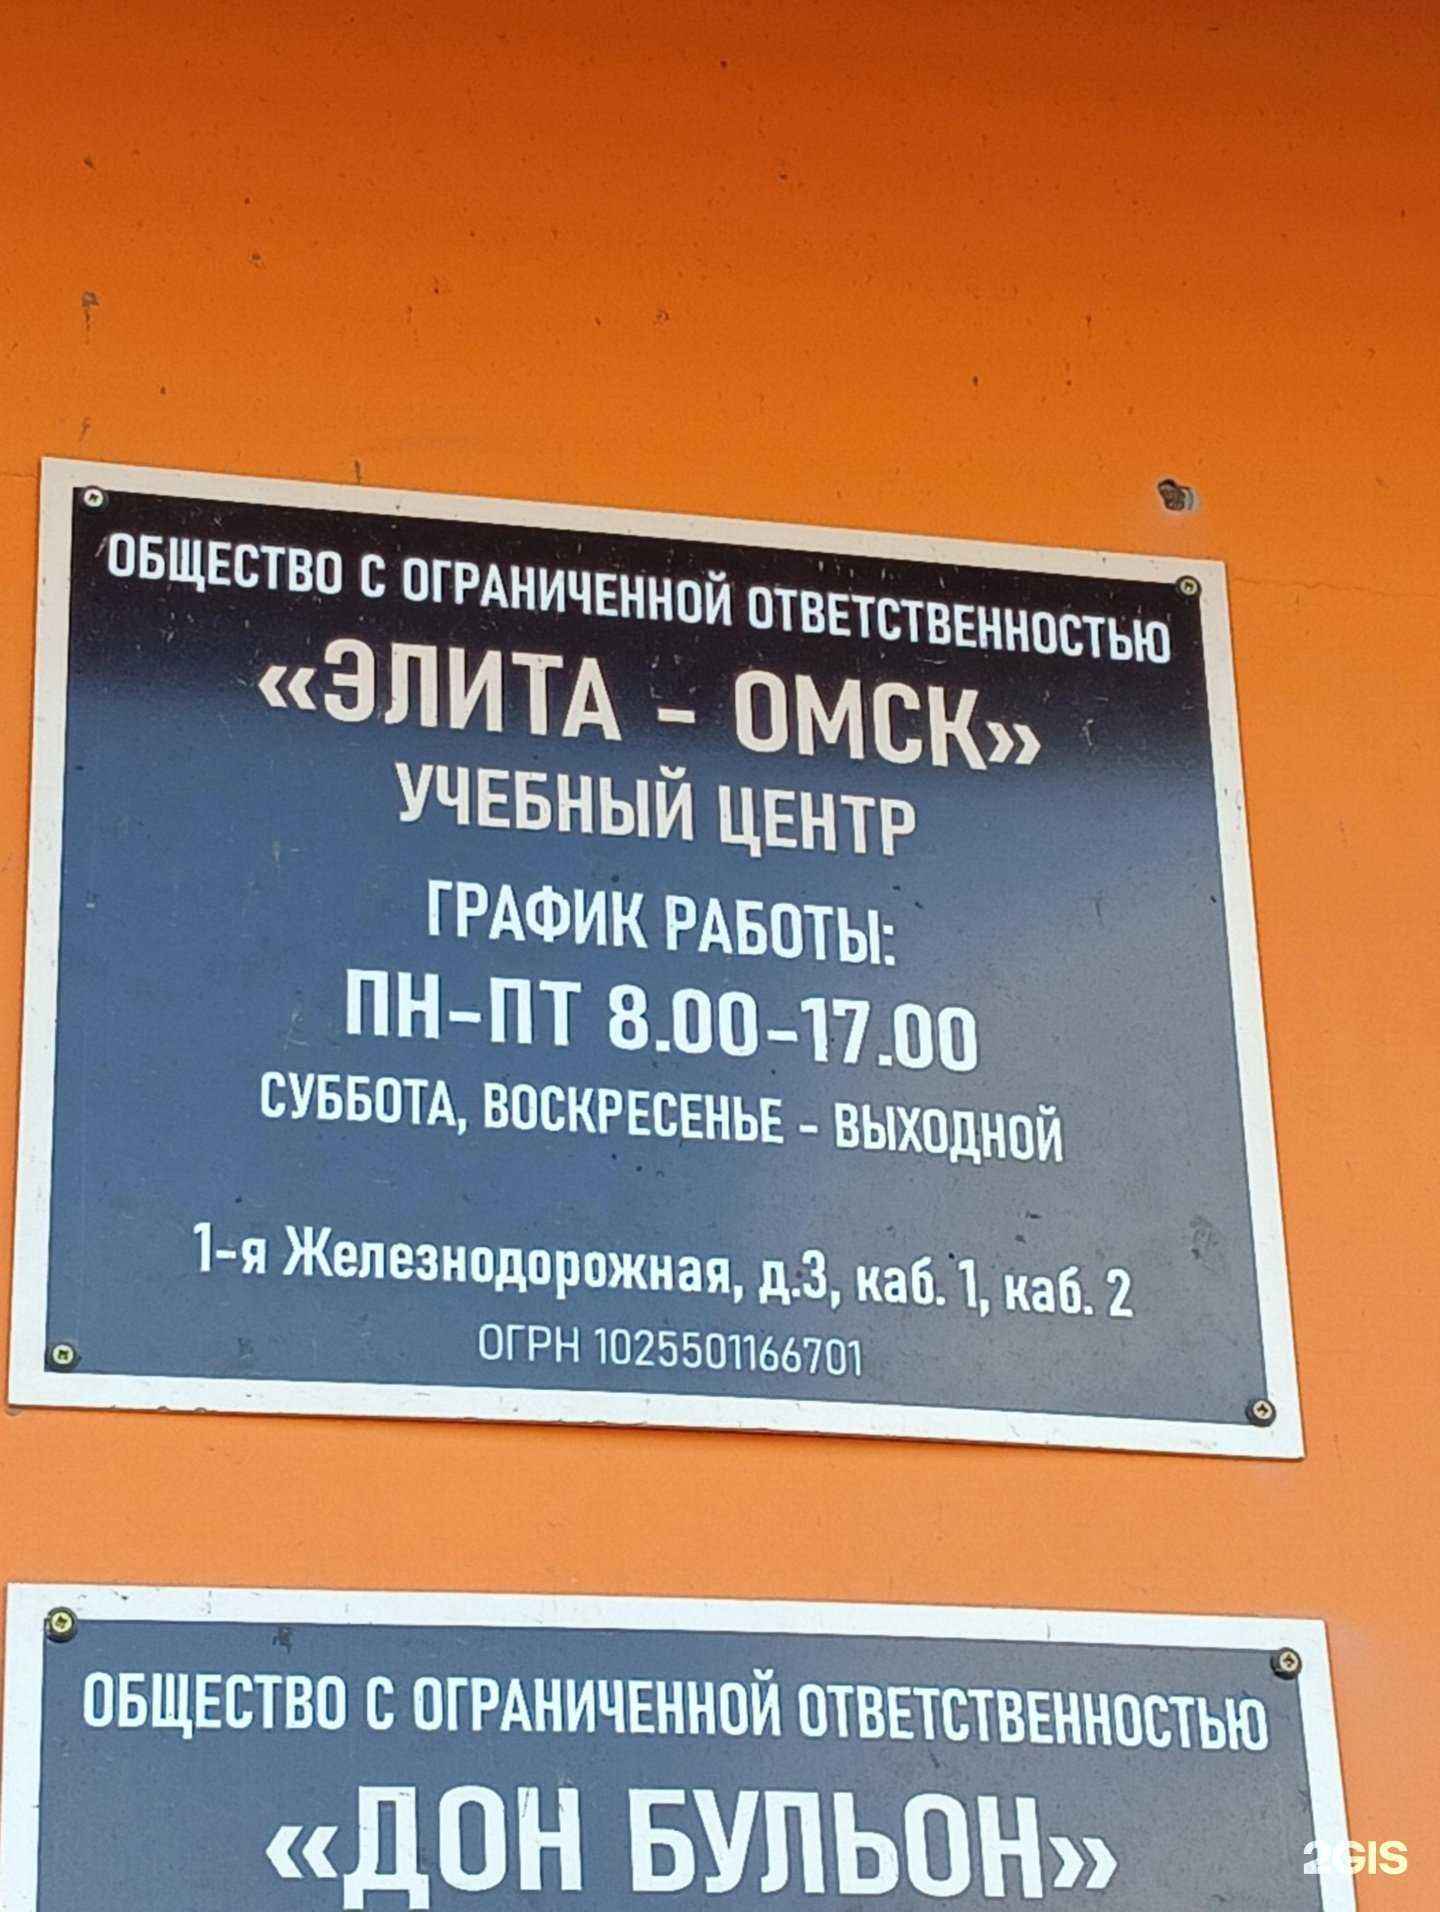 ОБЩЕСТВО С ОГРАНИЧЕННОЙ ОТВЕТСТВЕННОСТЬЮ
«ЭЛИТА - ОМСК»
УЧЕБНЫЙ ЦЕНТР
ГРАФИК РАБОТЫ:
ПН-ПТ 8.00-17.00
СУББОТА, ВОСКРЕСЕНЬЕ - ВЫХОДНОЙ
1-я Железнодорожная, д.3, каб. 1, каб. 2
ОГРН 1025501166701
ОБЩЕСТВО С ОГРАНИЧЕННОЙ ОТВЕТСТВЕННОСТЬЮ
«ДОН БУЛЬОН»
2GIS